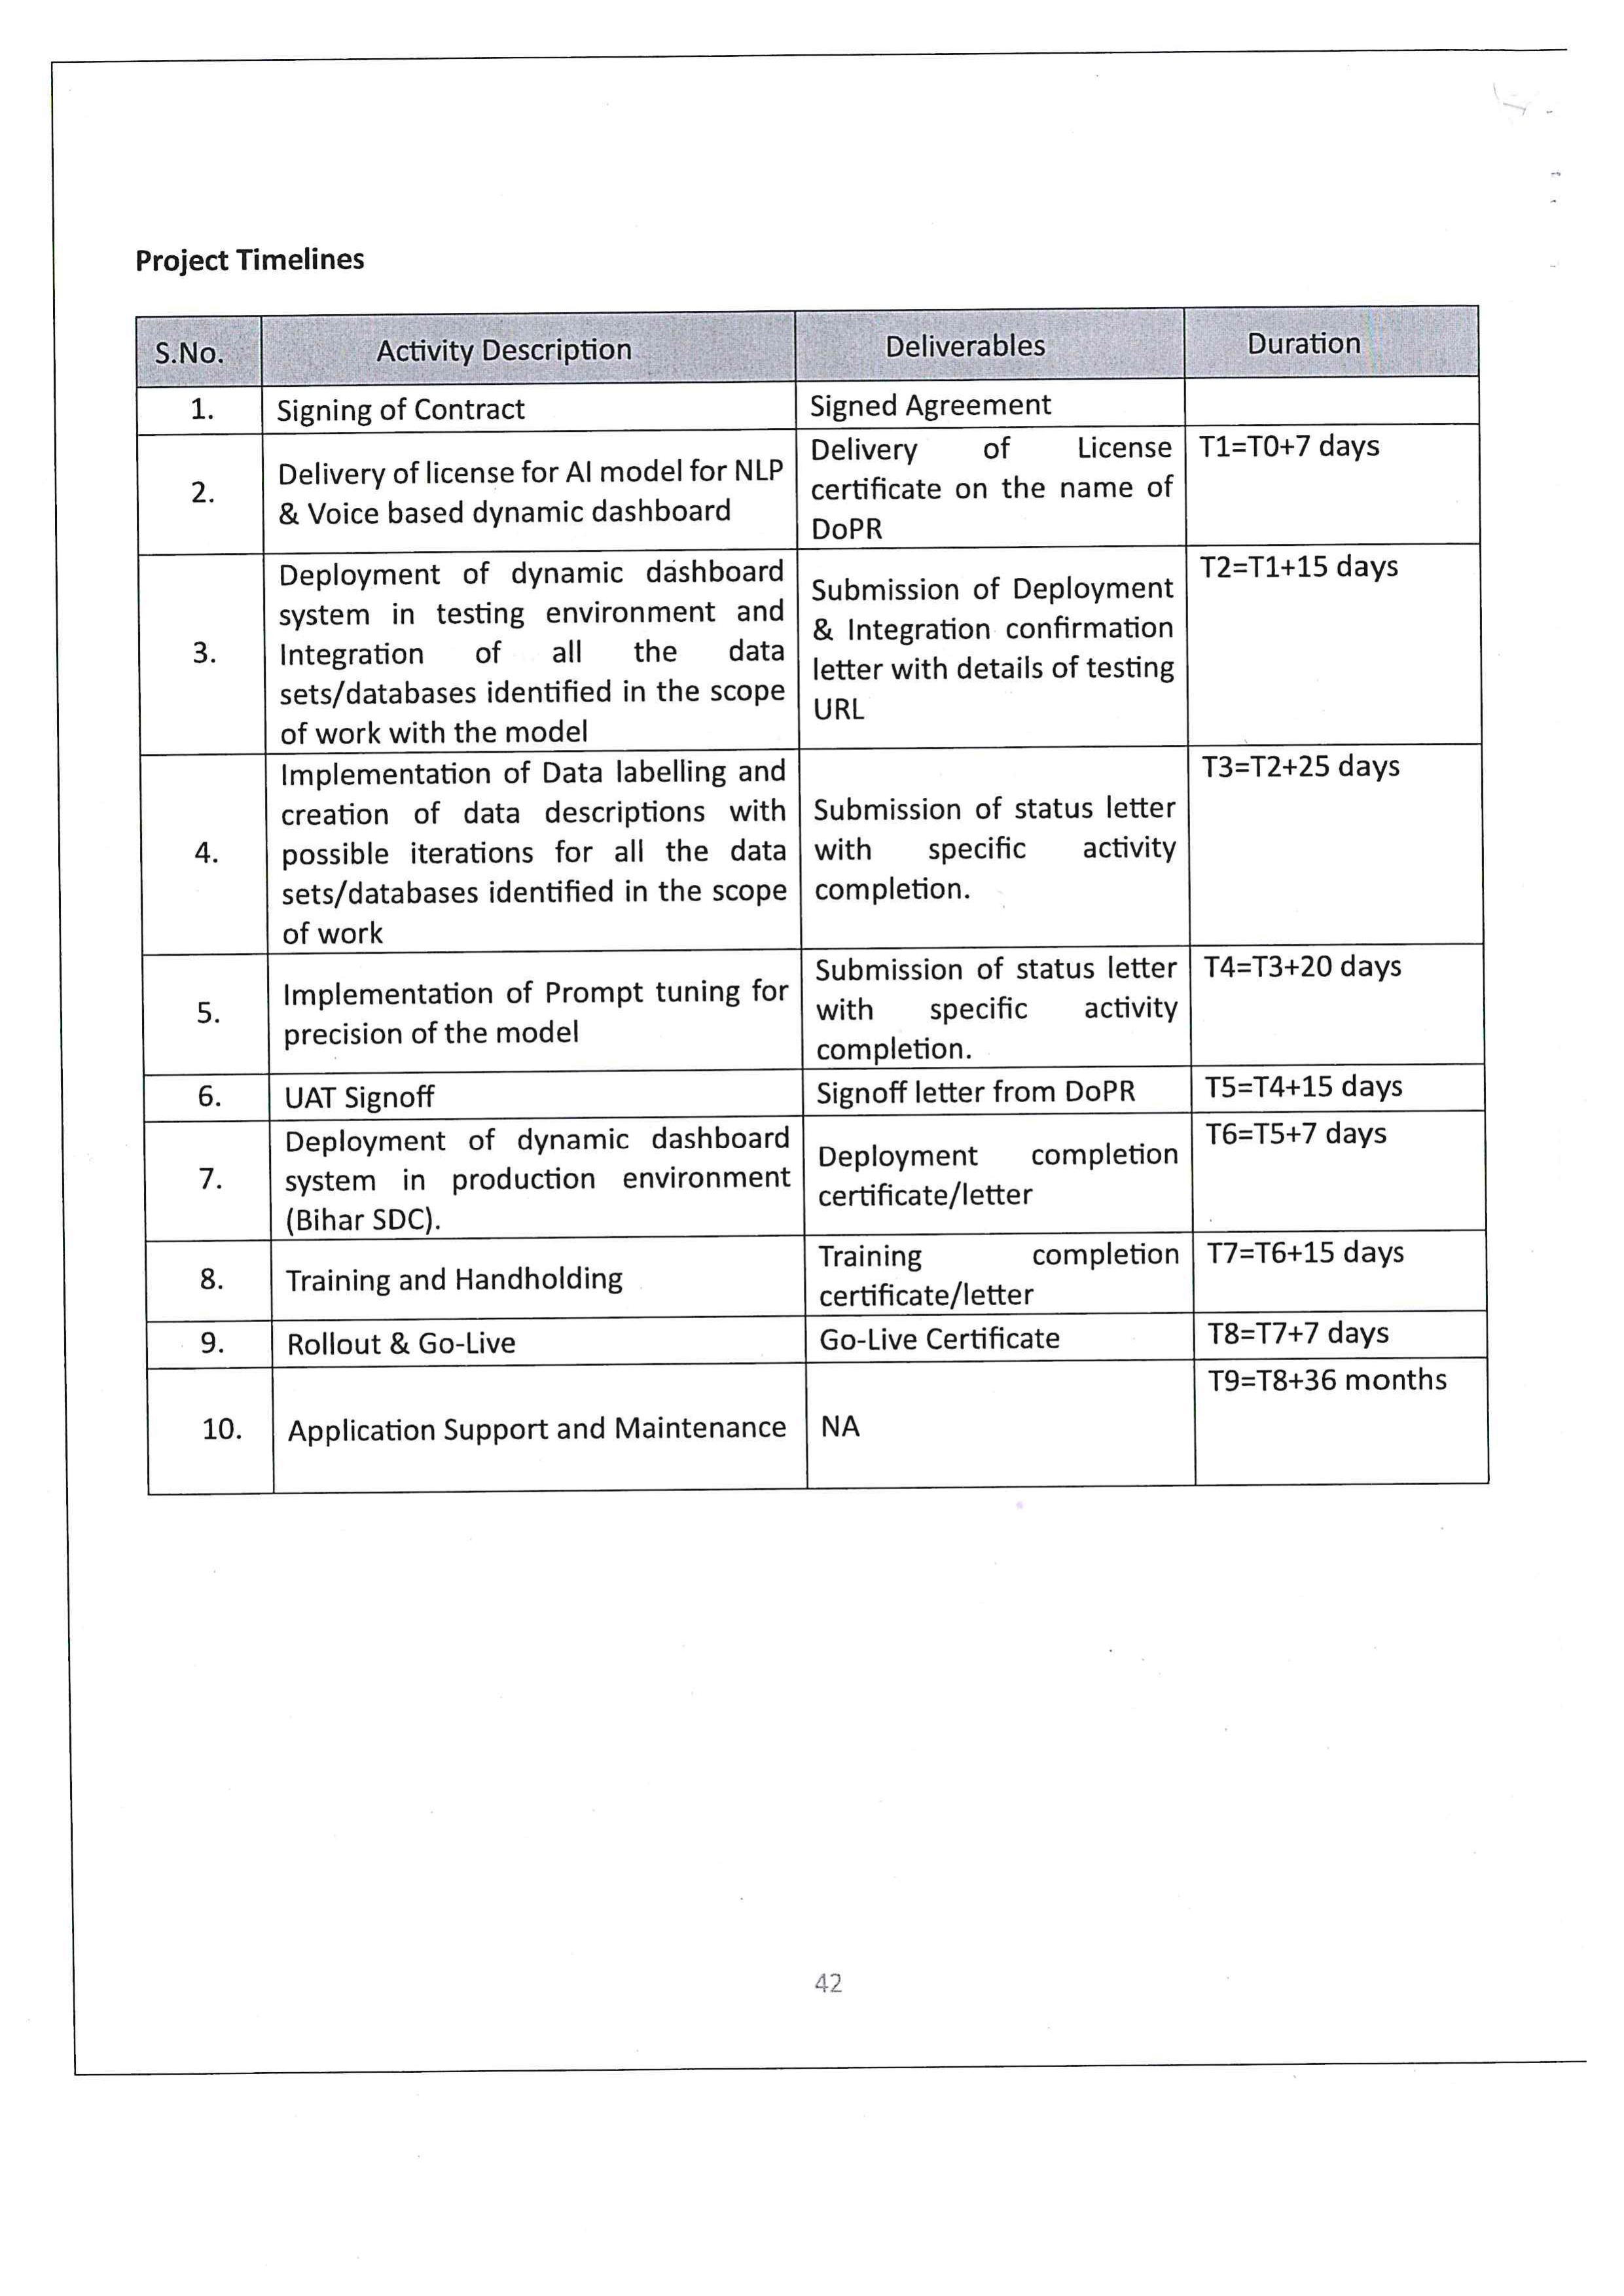 Project Timelines
S.No.
Activity Description
Deliverables
Duration
1.
Signing of Contract
Signed Agreement
2.
Delivery of license for AI model for NLP
& Voice based dynamic dashboard
Delivery of License
certificate on the name of
DoPR
T1=T0+7 days
3.
Deployment of dynamic dashboard
system in testing environment and
Integration of all the data
sets/databases identified in the scope
of work with the model
Submission of Deployment
& Integration confirmation
letter with details of testing
URL
T2=T1+15 days
4.
Implementation of Data labelling and
creation of data descriptions with
possible iterations for all the data
sets/databases identified in the scope
of work
Submission of status letter
with specific activity
completion.
T3=T2+25 days
5.
Implementation of Prompt tuning for
precision of the model
Submission of status letter
with specific activity
completion.
T4=T3+20 days
6.
UAT Signoff
Signoff letter from DoPR
T5=T4+15 days
7.
Deployment of dynamic dashboard
system in production environment
(Bihar SDC).
Deployment completion
certificate/letter
T6=T5+7 days
8.
Training and Handholding
Training completion
certificate/letter
T7=T6+15 days
9.
Rollout & Go-Live
Go-Live Certificate
T8=T7+7 days
10.
Application Support and Maintenance
NA
T9=T8+36 months
42